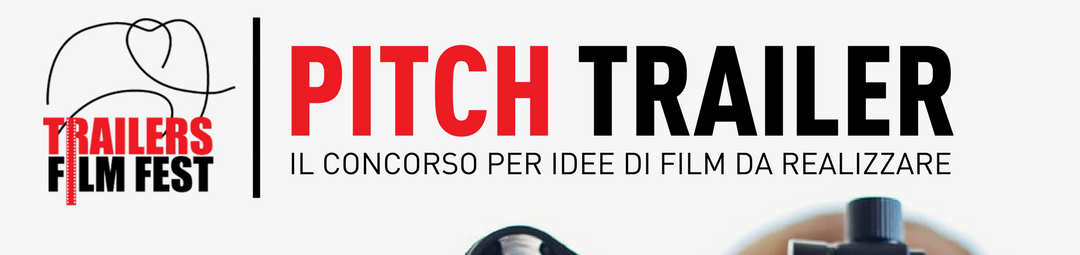 TRAILERS
FILM FEST
PITCH TRAILER
IL CONCORSO PER IDEE DI FILM DA REALIZZARE